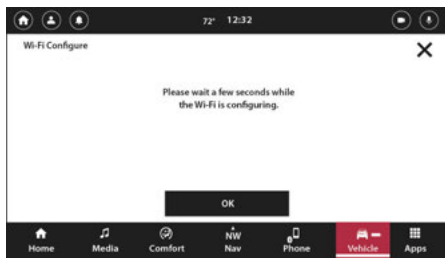 72° 12:32
Wi-Fi Configure
Please wait a few seconds while
the Wi-Fi is configuring.
OK
Home Media Comfort NW Nav Phone Vehicle Apps